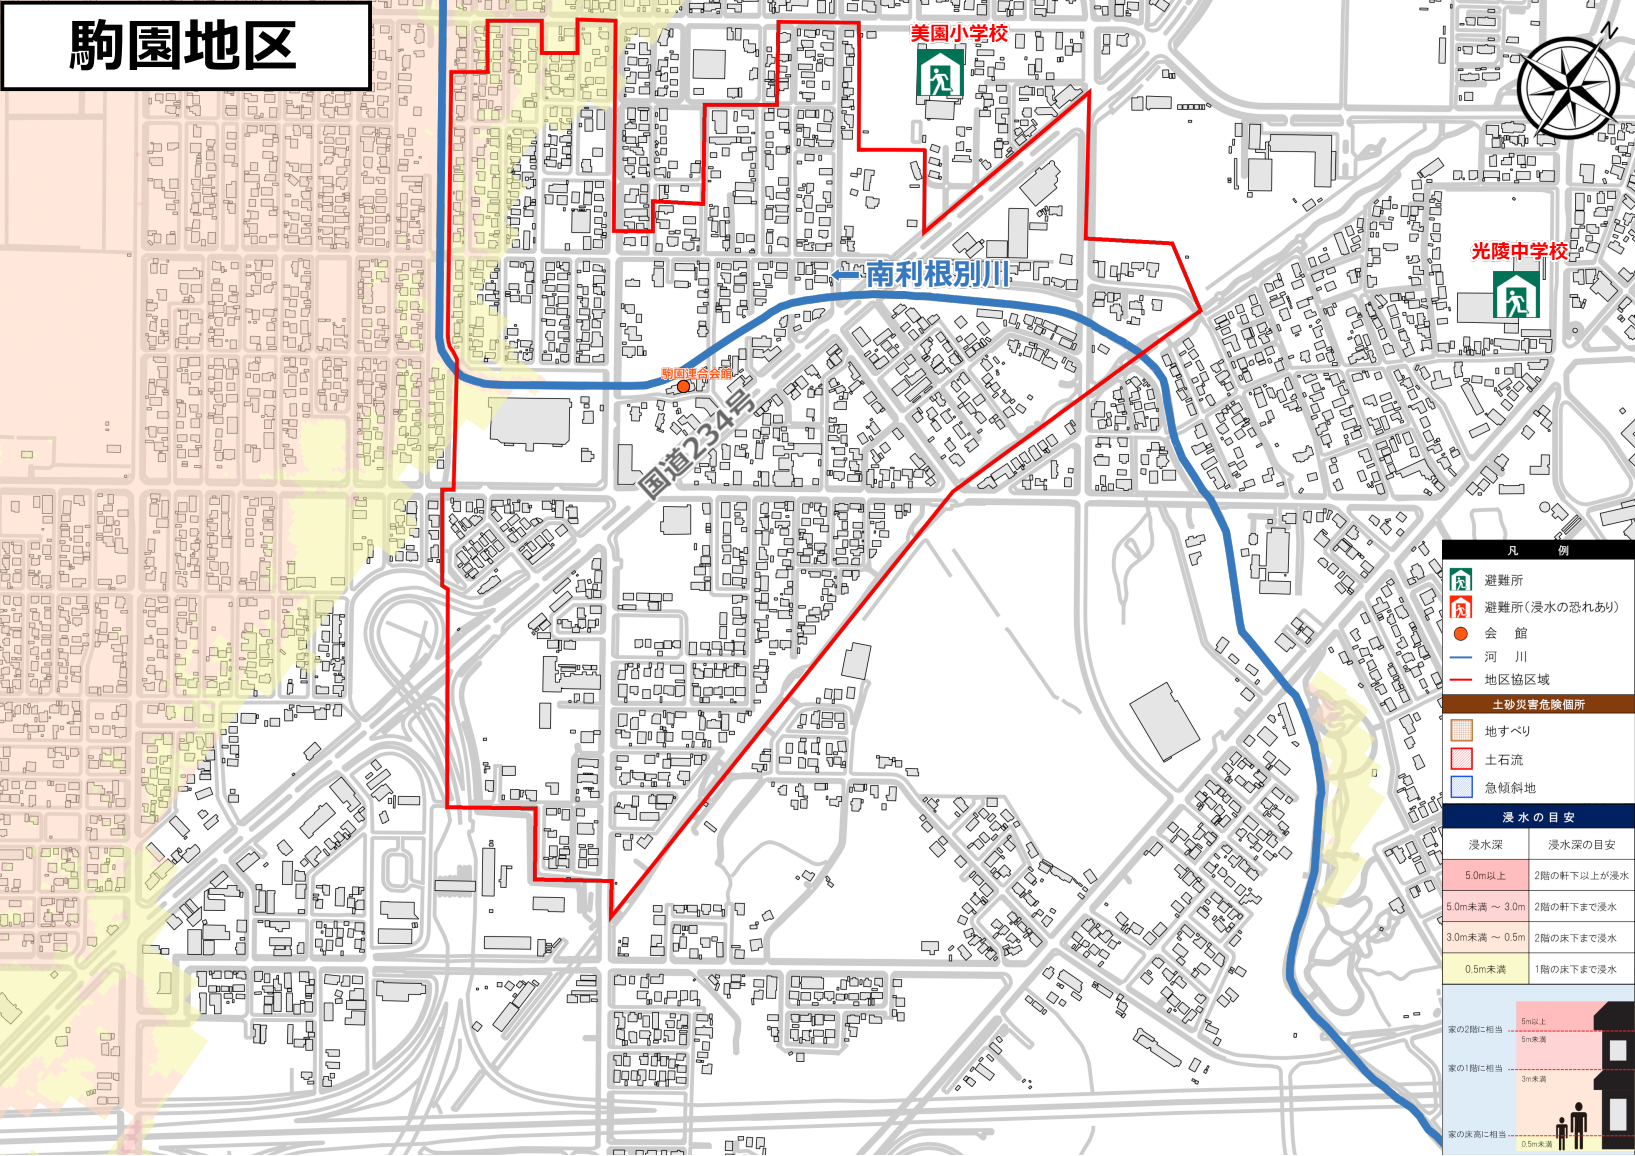 駒園地区
美園小学校
N
光陵中学校
←南利根別川
駒園連合会館
国道234号
凡　例
避難所
避難所(浸水の恐れあり)
会　館
河　川
地区協区域
土砂災害危険個所
地すべり
土石流
急傾斜地
浸水の目安
浸水深　浸水深の目安
5.0m以上　2階の軒下以上が浸水
5.0m未満 ～ 3.0m　2階の軒下まで浸水
3.0m未満 ～ 0.5m　2階の床下まで浸水
0.5m未満　1階の床下まで浸水
5m以上
家の2階に相当
5m未満
家の1階に相当
3m未満
家の床高に相当
0.5m未満